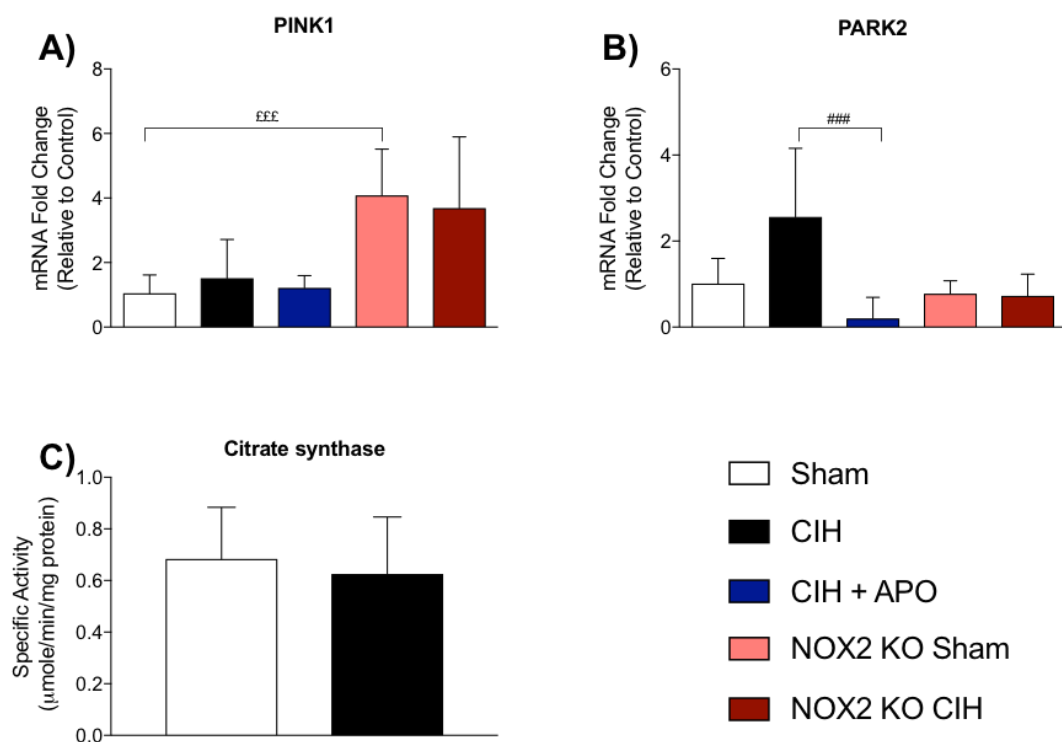 A)
PINK1
mRNA Fold Change
(Relative to Control)
8
6
4
2
0
£££
B)
PARK2
mRNA Fold Change
(Relative to Control)
6
4
2
0
###
C)
Citrate synthase
Specific Activity
(μmole/min/mg protein)
1.0
0.8
0.6
0.4
0.2
0.0
Sham
CIH
CIH + APO
NOX2 KO Sham
NOX2 KO CIH